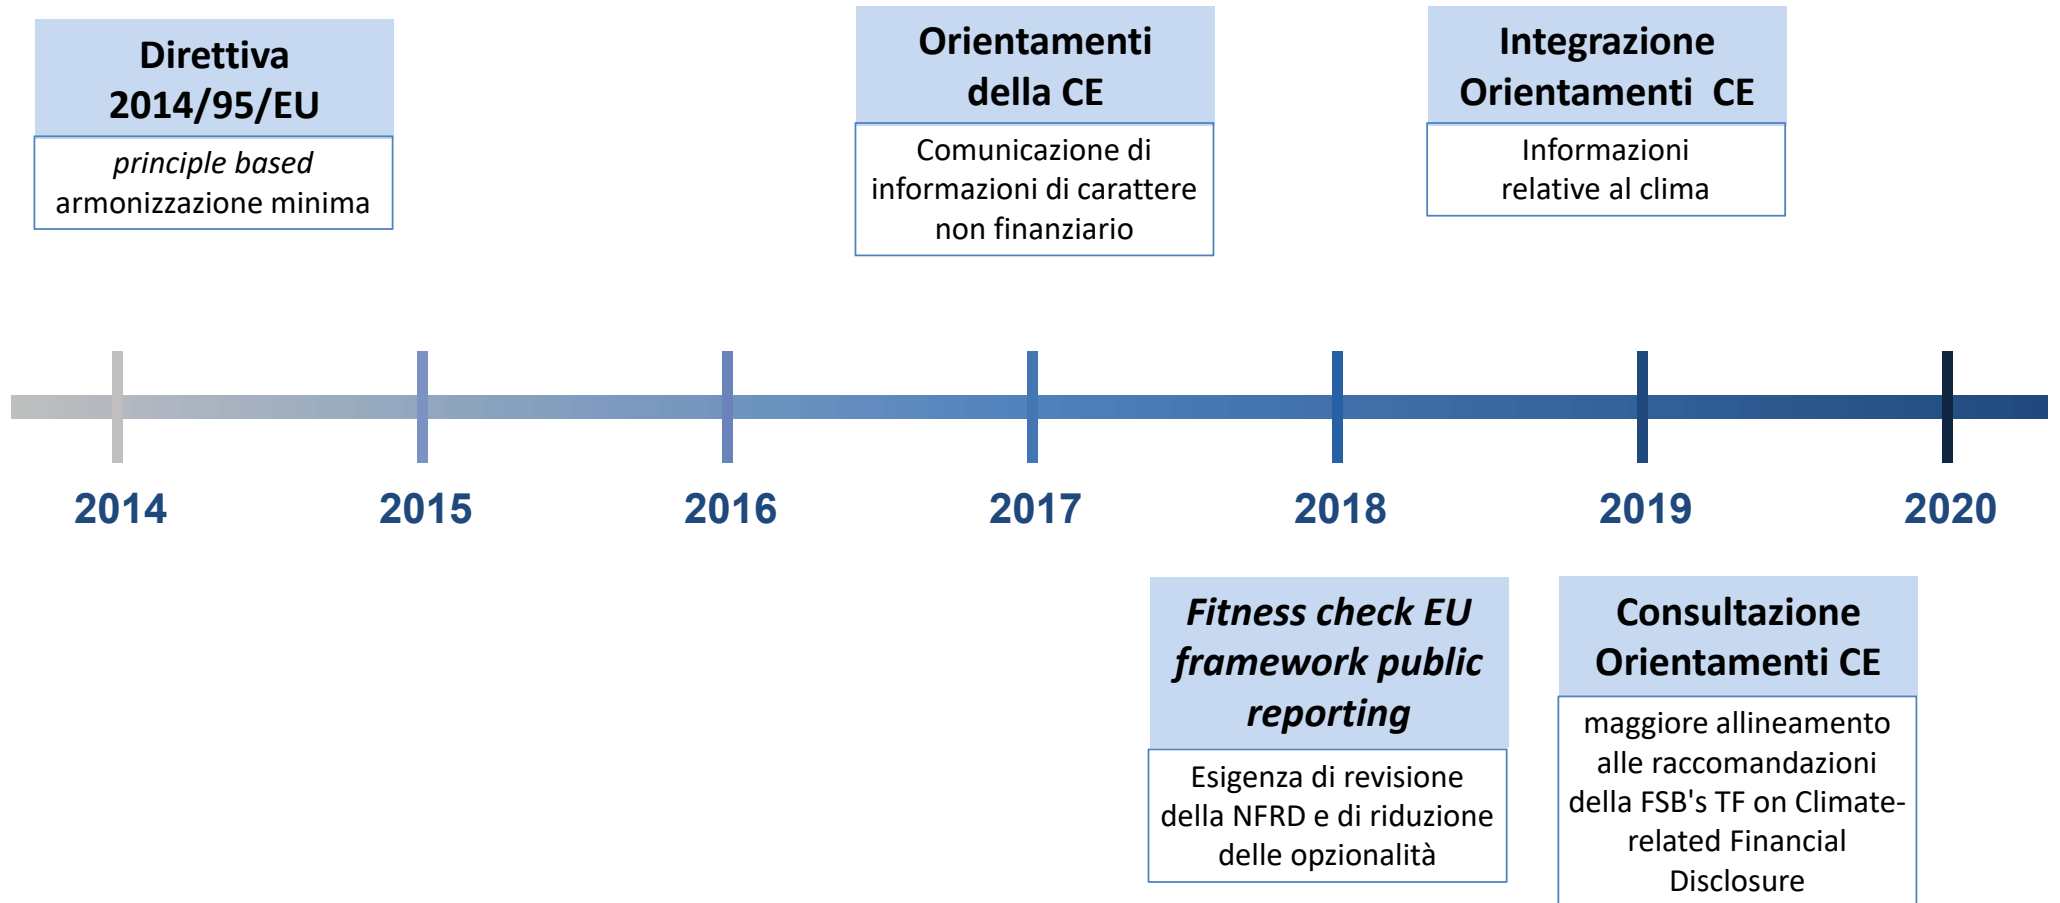 Direttiva
2014/95/EU
principle based
armonizzazione minima
Orientamenti
della CE
Comunicazione di
informazioni di carattere
non finanziario
Integrazione
Orientamenti CE
Informazioni
relative al clima
2014
2015
2016
2017
2018
2019
2020
Fitness check EU
framework public
reporting
Esigenza di revisione
della NFRD e di riduzione
delle opzionalità
Consultazione
Orientamenti CE
maggiore allineamento
alle raccomandazioni
della FSB's TF on Climate-
related Financial
Disclosure